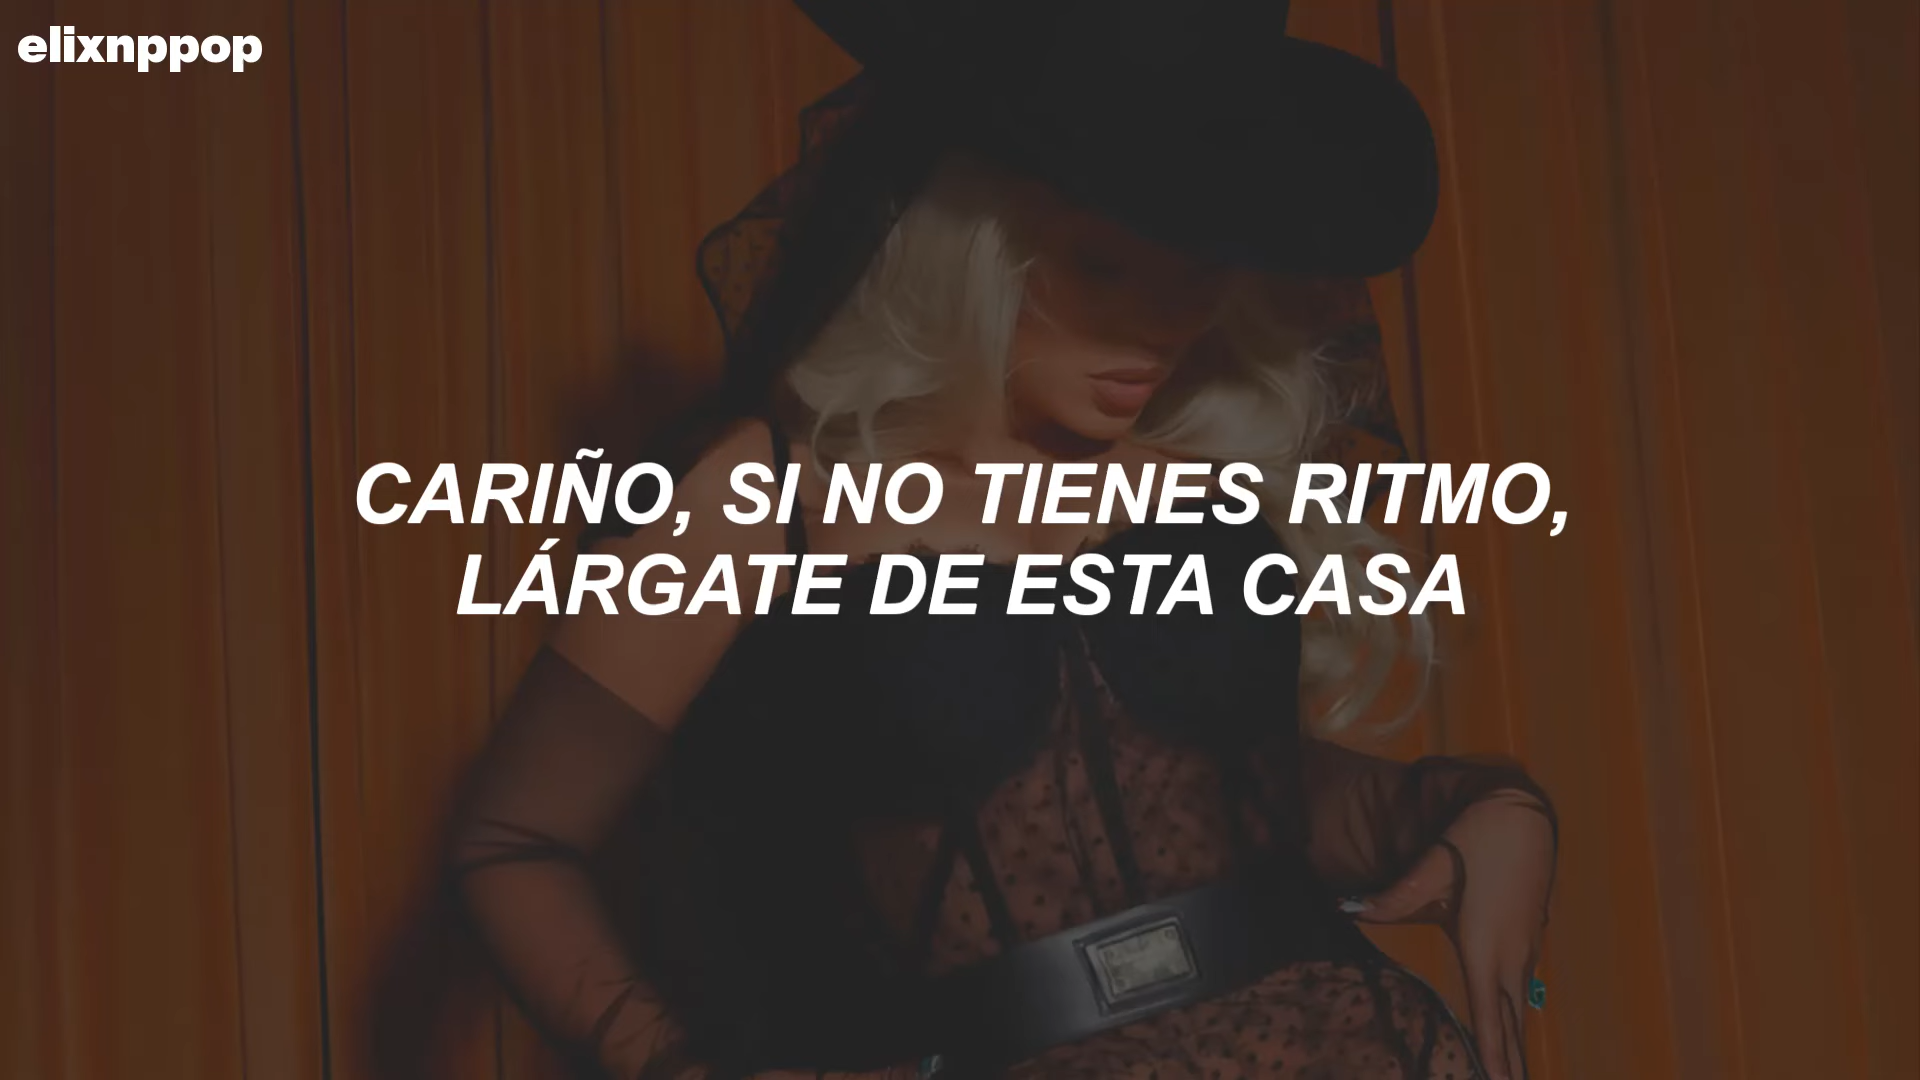 elixnppop
CARIÑO, SI NO TIENES RITMO,
LÁRGATE DE ESTA CASA